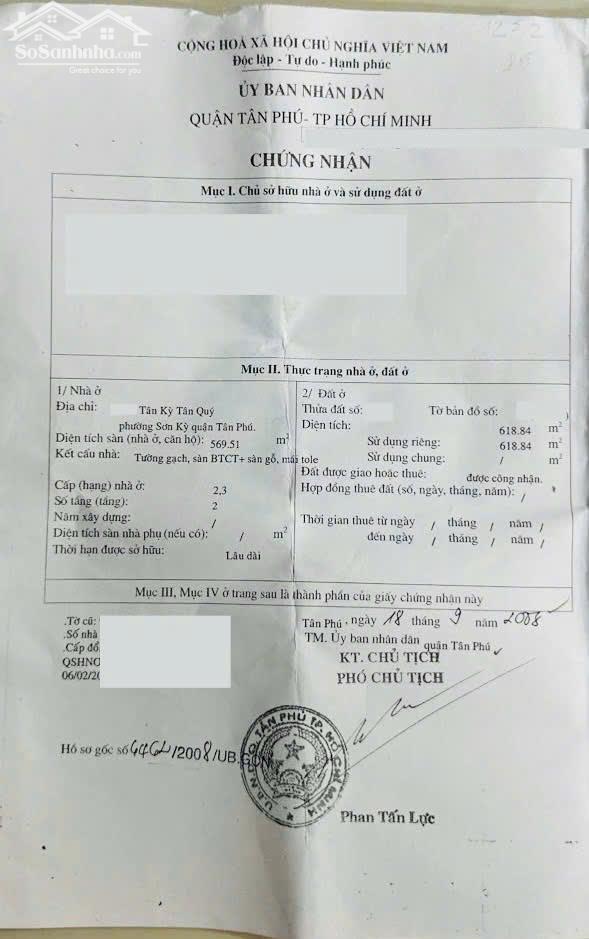 SoSanhnha.com
Great choice for you
CỘNG HOÀ XÃ HỘI CHỦ NGHĨA VIỆT NAM
Độc lập - Tự do - Hạnh phúc
ỦY BAN NHÂN DÂN
QUẬN TÂN PHÚ- TP HỒ CHÍ MINH
CHỨNG NHẬN
Mục I. Chủ sở hữu nhà ở và sử dụng đất ở
Mục II. Thực trạng nhà ở, đất ở
1/ Nhà ở
Địa chỉ: Tân Kỳ Tân Quý
phường Sơn Kỳ quận Tân Phú.
Diện tích sàn (nhà ở, căn hộ): 569.51 m²
Kết cấu nhà: Tường gạch, sàn BTCT+ sàn gỗ, mái tole
Cấp (hạng) nhà ở: 2,3
Số tầng (tầng): 2
Năm xây dựng: /
Diện tích sàn nhà phụ (nếu có): / m²
Thời hạn được sở hữu: Lâu dài
2/ Đất ở
Thửa đất số: Tờ bản đồ số: )
Diện tích: 618.84 m²
Sử dụng riêng: 618.84 m²
Sử dụng chung: / m²
Đất được giao hoặc thuê: được công nhận.
Hợp đồng thuê đất (số, ngày, tháng, năm): /
Thời gian thuê từ ngày / tháng / năm /
đến ngày / tháng / năm /
Mục III, Mục IV ở trang sau là thành phần của giấy chứng nhận này
.Tờ cũ:
.Số nhà
.Cấp đổ
QSHNO
06/02/20
Tân Phú, ngày 18 tháng 9 năm 2008
TM. Ủy ban nhân dân quận Tân Phú
KT. CHỦ TỊCH
PHÓ CHỦ TỊCH
U.B.N.D Q.TÂN PHÚ T.P. HỒ CHÍ MINH
Hồ sơ gốc số /2008/UB.GCN
Phan Tấn Lực